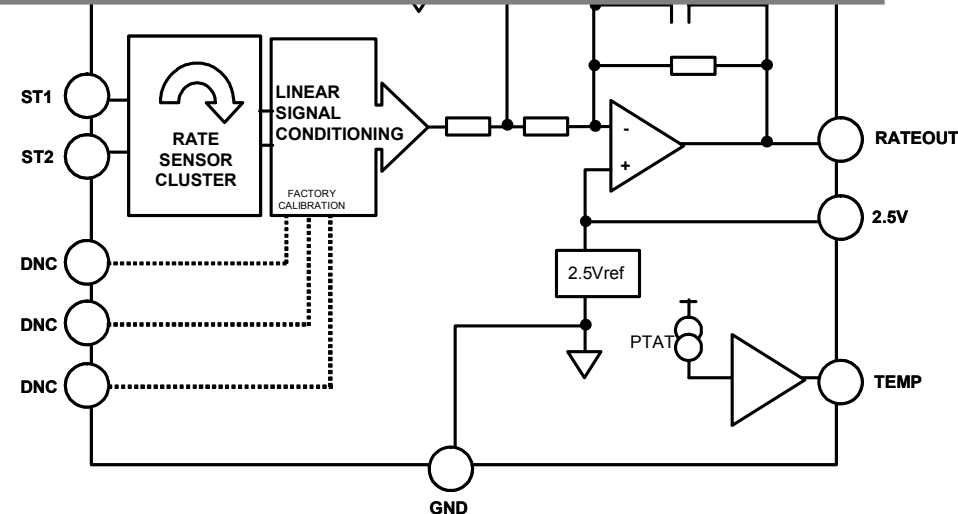 ST1
ST2
RATE
SENSOR
CLUSTER
LINEAR
SIGNAL
CONDITIONING
FACTORY
CALIBRATION
-
+
RATEOUT
2.5V
DNC
DNC
DNC
2.5Vref
PTAT
TEMP
GND